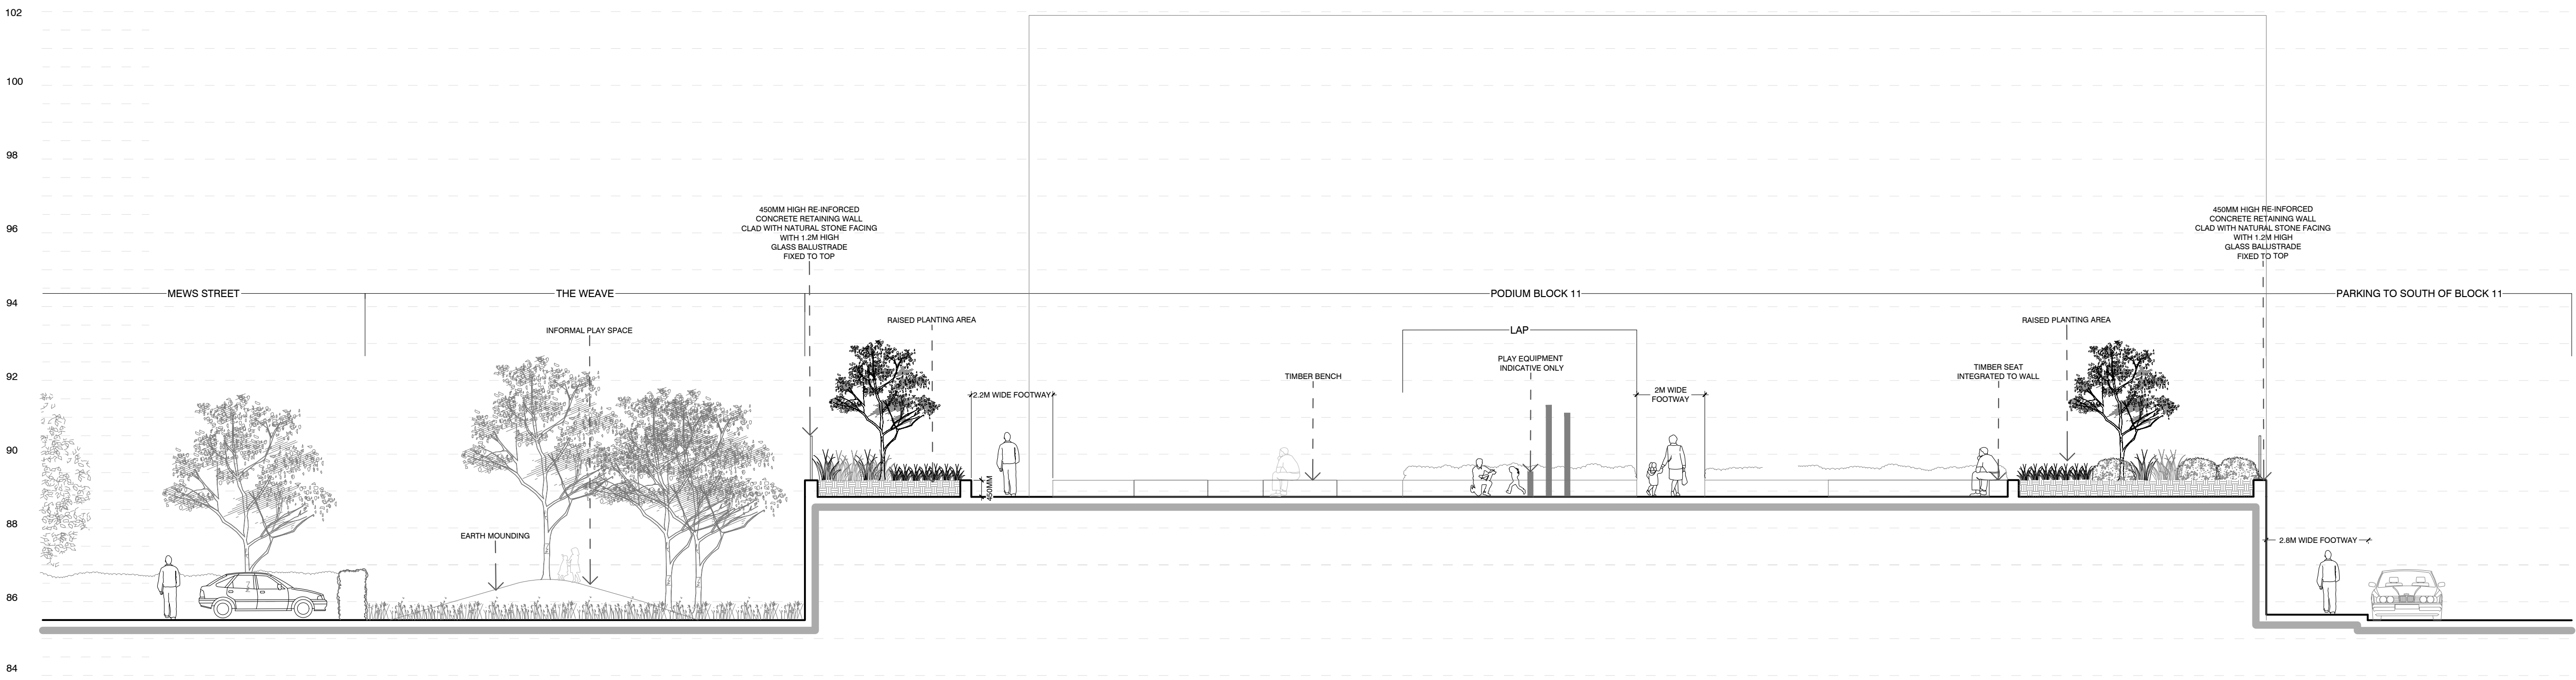 102
100
98
96
94
92
90
88
86
84
450MM HIGH RE-INFORCED
CONCRETE RETAINING WALL
CLAD WITH NATURAL STONE FACING
WITH 1.2M HIGH
GLASS BALUSTRADE
FIXED TO TOP
450MM HIGH RE-INFORCED
CONCRETE RETAINING WALL
CLAD WITH NATURAL STONE FACING
WITH 1.2M HIGH
GLASS BALUSTRADE
FIXED TO TOP
MEWS STREET
THE WEAVE
PODIUM BLOCK 11
PARKING TO SOUTH OF BLOCK 11
INFORMAL PLAY SPACE
RAISED PLANTING AREA
LAP
RAISED PLANTING AREA
PLAY EQUIPMENT
INDICATIVE ONLY
TIMBER BENCH
TIMBER SEAT
INTEGRATED TO WALL
2.2M WIDE FOOTWAY
2M WIDE
FOOTWAY
450MM
EARTH MOUNDING
2.8M WIDE FOOTWAY